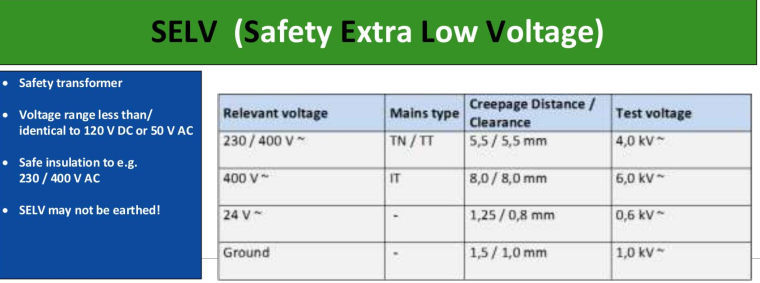 SELV (Safety Extra Low Voltage)
• Safety transformer
• Voltage range less than/
identical to 120 V DC or 50 V AC
• Safe insulation to e.g.
230 / 400 V AC
• SELV may not be earthed!
Relevant voltage Mains type Creepage Distance / Clearance Test voltage
230 / 400 V ~ TN / TT 5,5 / 5,5 mm 4,0 kV ~
400 V ~ IT 8,0 / 8,0 mm 6,0 kV ~
24 V ~ - 1,25 / 0,8 mm 0,6 kV ~
Ground - 1,5 / 1,0 mm 1,0 kV ~